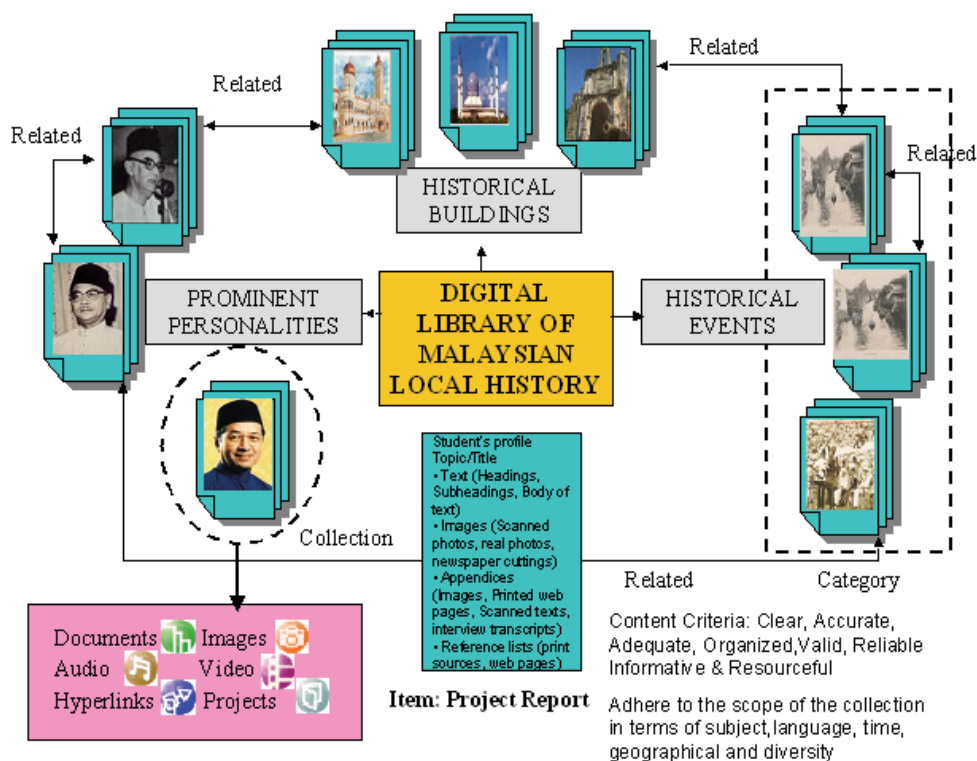 Related
Related
HISTORICAL
BUILDINGS
Related
Related
PROMINENT
PERSONALITIES
DIGITAL
LIBRARY OF
MALAYSIAN
LOCAL HISTORY
HISTORICAL
EVENTS
Collection
Student's profile
Topic/Title
• Text (Headings,
Subheadings, Body of
text)
• Images (Scanned
photos, real photos,
newspaper cuttings)
• Appendices
(Images, Printed web
pages, Scanned texts,
interview transcripts)
• Reference lists (print
sources, web pages)
Item: Project Report
Related
Category
Documents Images
Audio Video
Hyperlinks Projects
Content Criteria: Clear, Accurate,
Adequate, Organized,Valid, Reliable
Informative & Resourceful
Adhere to the scope of the collection
in terms of subject,language, time,
geographical and diversity